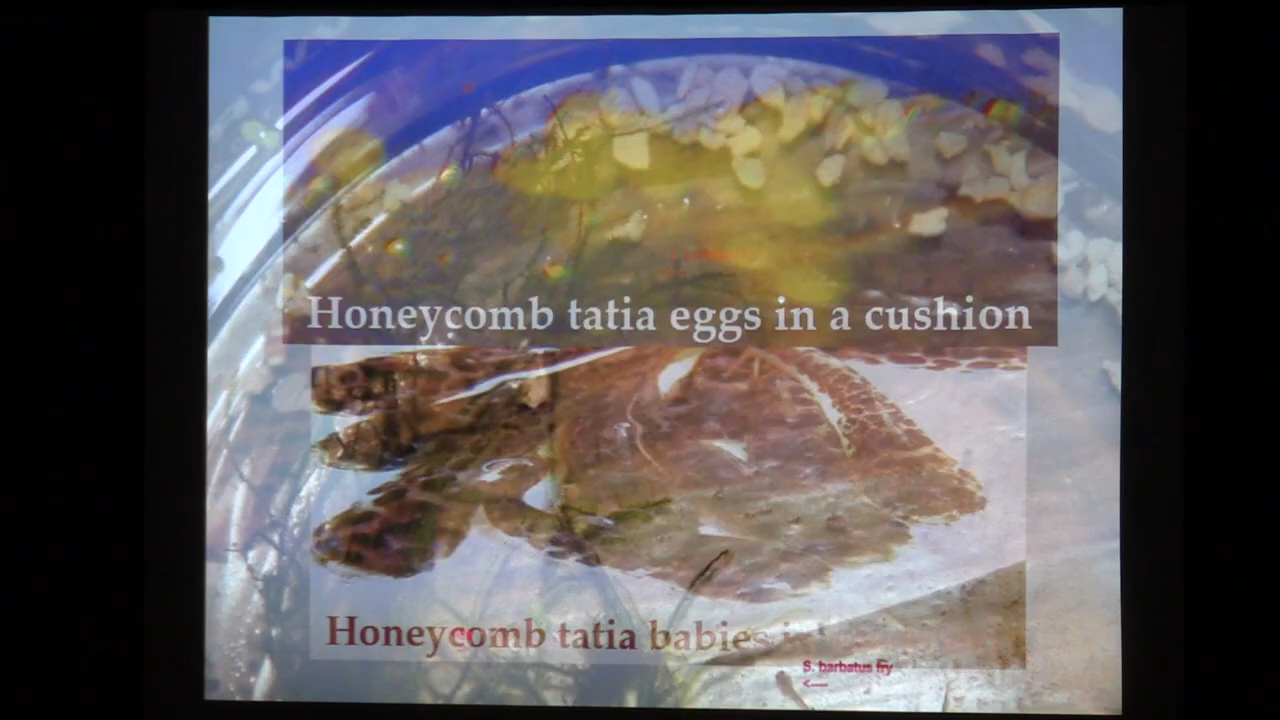 Honeycomb tatia eggs in a cushion
Honeycomb tatia babies
S. barbatus fry
<—